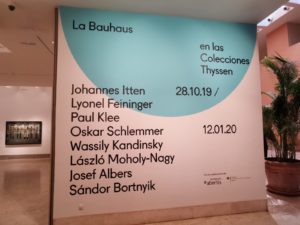 La Bauhaus
en las
Colecciones
Thyssen
Johannes Itten
Lyonel Feininger
Paul Klee
Oskar Schlemmer
Wassily Kandinsky
László Moholy-Nagy
Josef Albers
Sándor Bortnyik
28.10.19 /
12.01.20
abertis